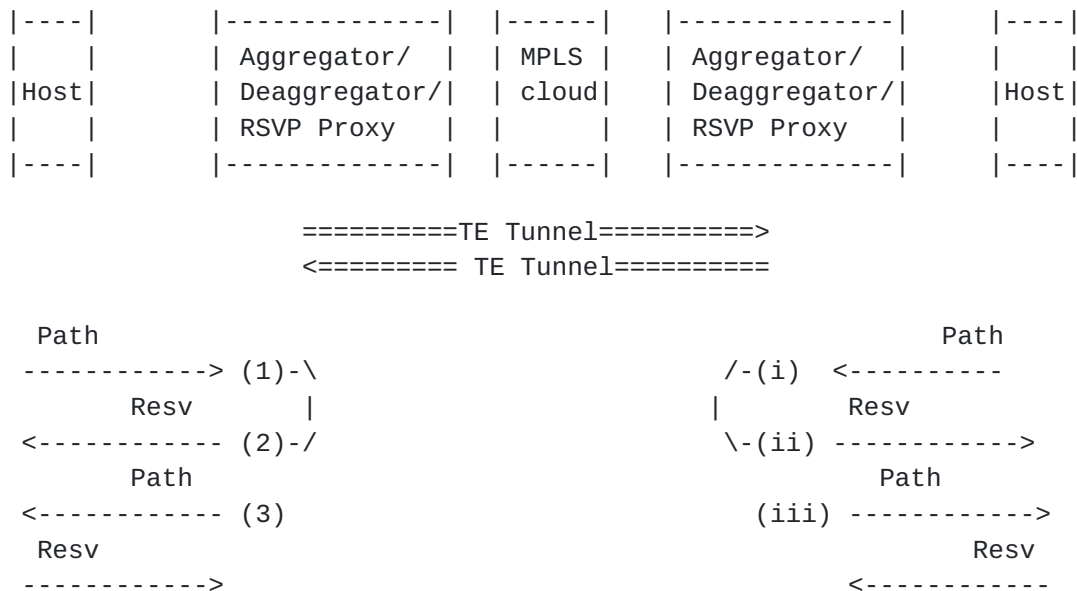 |----|       |--------------|  |------|   |--------------|     |----|
|    |       | Aggregator/  |  | MPLS |   | Aggregator/  |     |    |
|Host|       | Deaggregator/|  | cloud|   | Deaggregator/|     |Host|
|    |       | RSVP Proxy   |  |      |   | RSVP Proxy   |     |    |
|----|       |--------------|  |------|   |--------------|     |----|

                   ==========TE Tunnel==========>
                   <========= TE Tunnel==========

  Path                                                      Path
 ------------> (1)-\                          /-(i)  <----------
        Resv       |                         |        Resv
 <------------ (2)-/                          \-(ii) ------------->
        Path                                            Path
 <------------ (3)                              (iii) ------------->
  Resv                                                        Resv
 ------------>                                        <------------